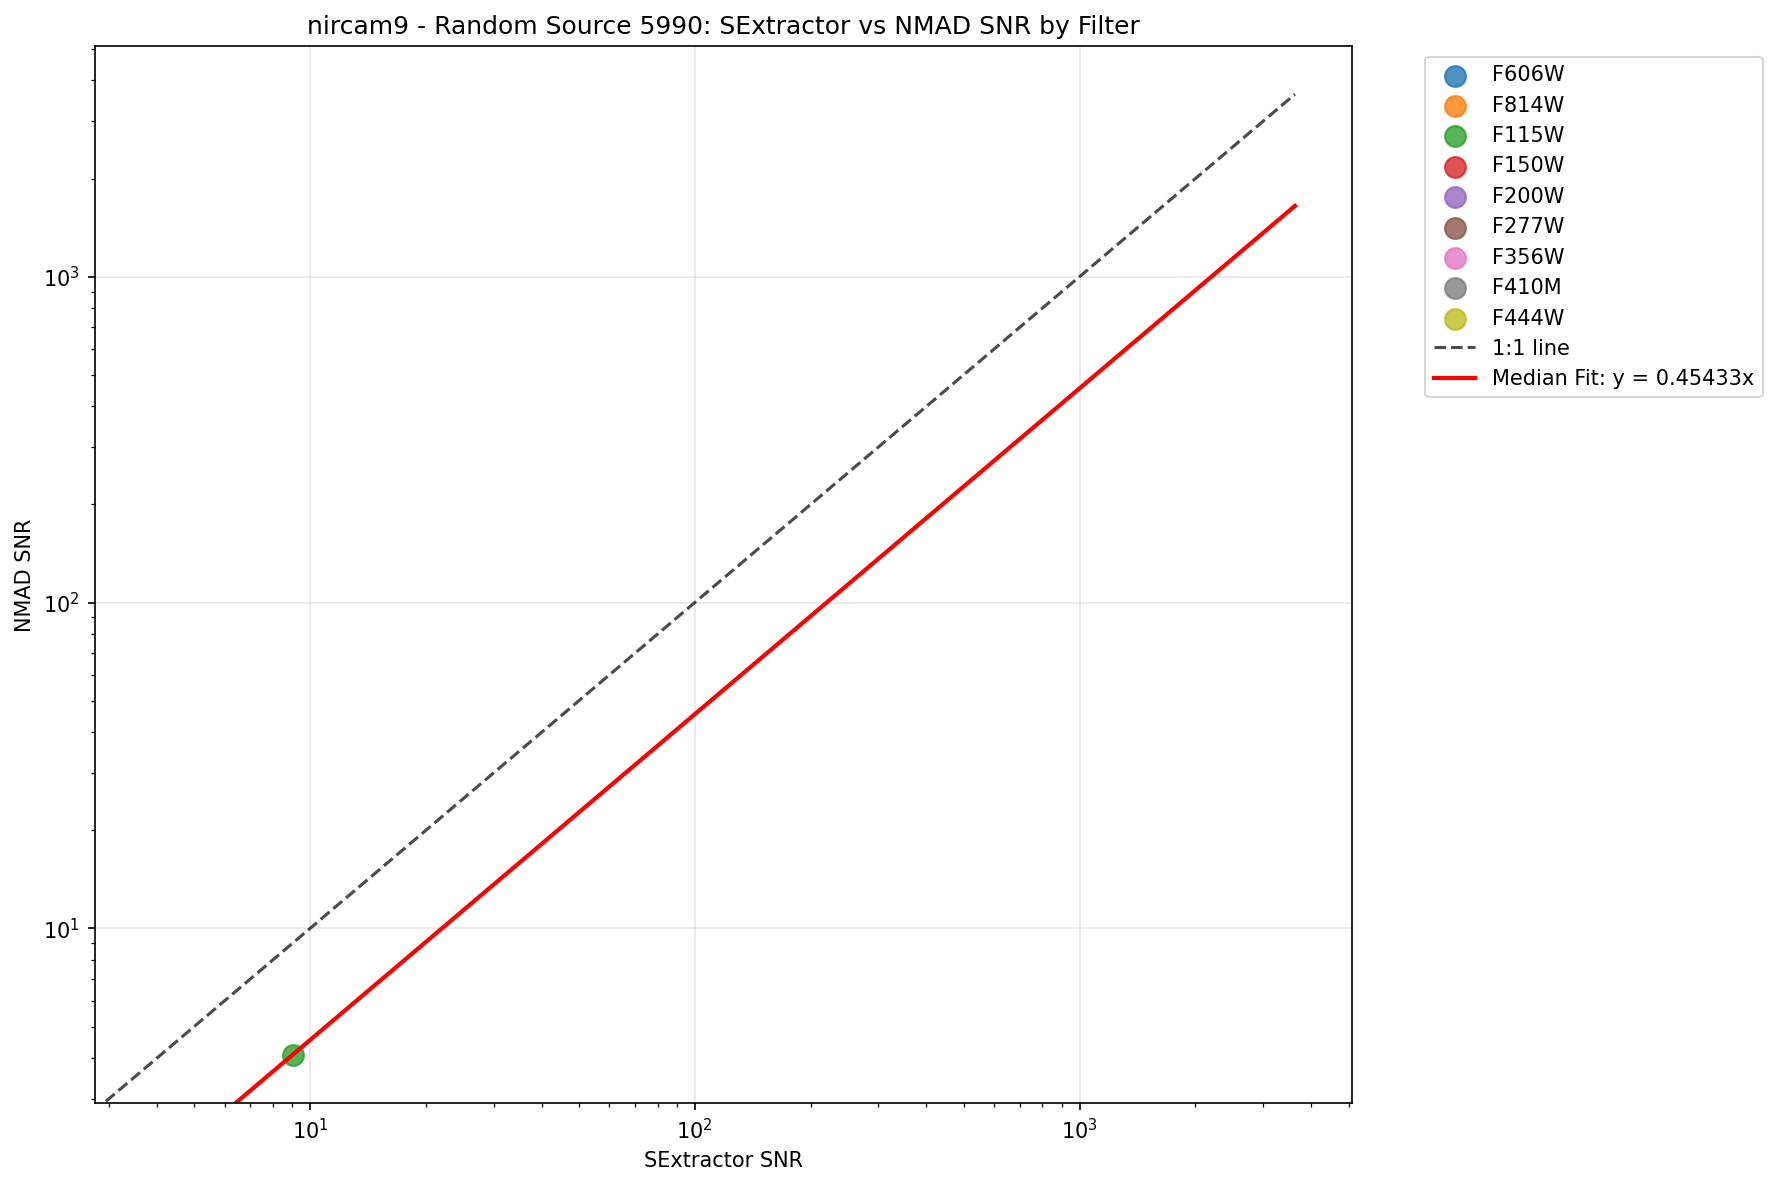 nircam9 - Random Source 5990: SExtractor vs NMAD SNR by Filter
F606W
F814W
F115W
F150W
F200W
F277W
F356W
F410M
F444W
1:1 line
Median Fit: y = 0.45433x
NMAD SNR
10³
10²
10¹
10¹
10²
10³
SExtractor SNR